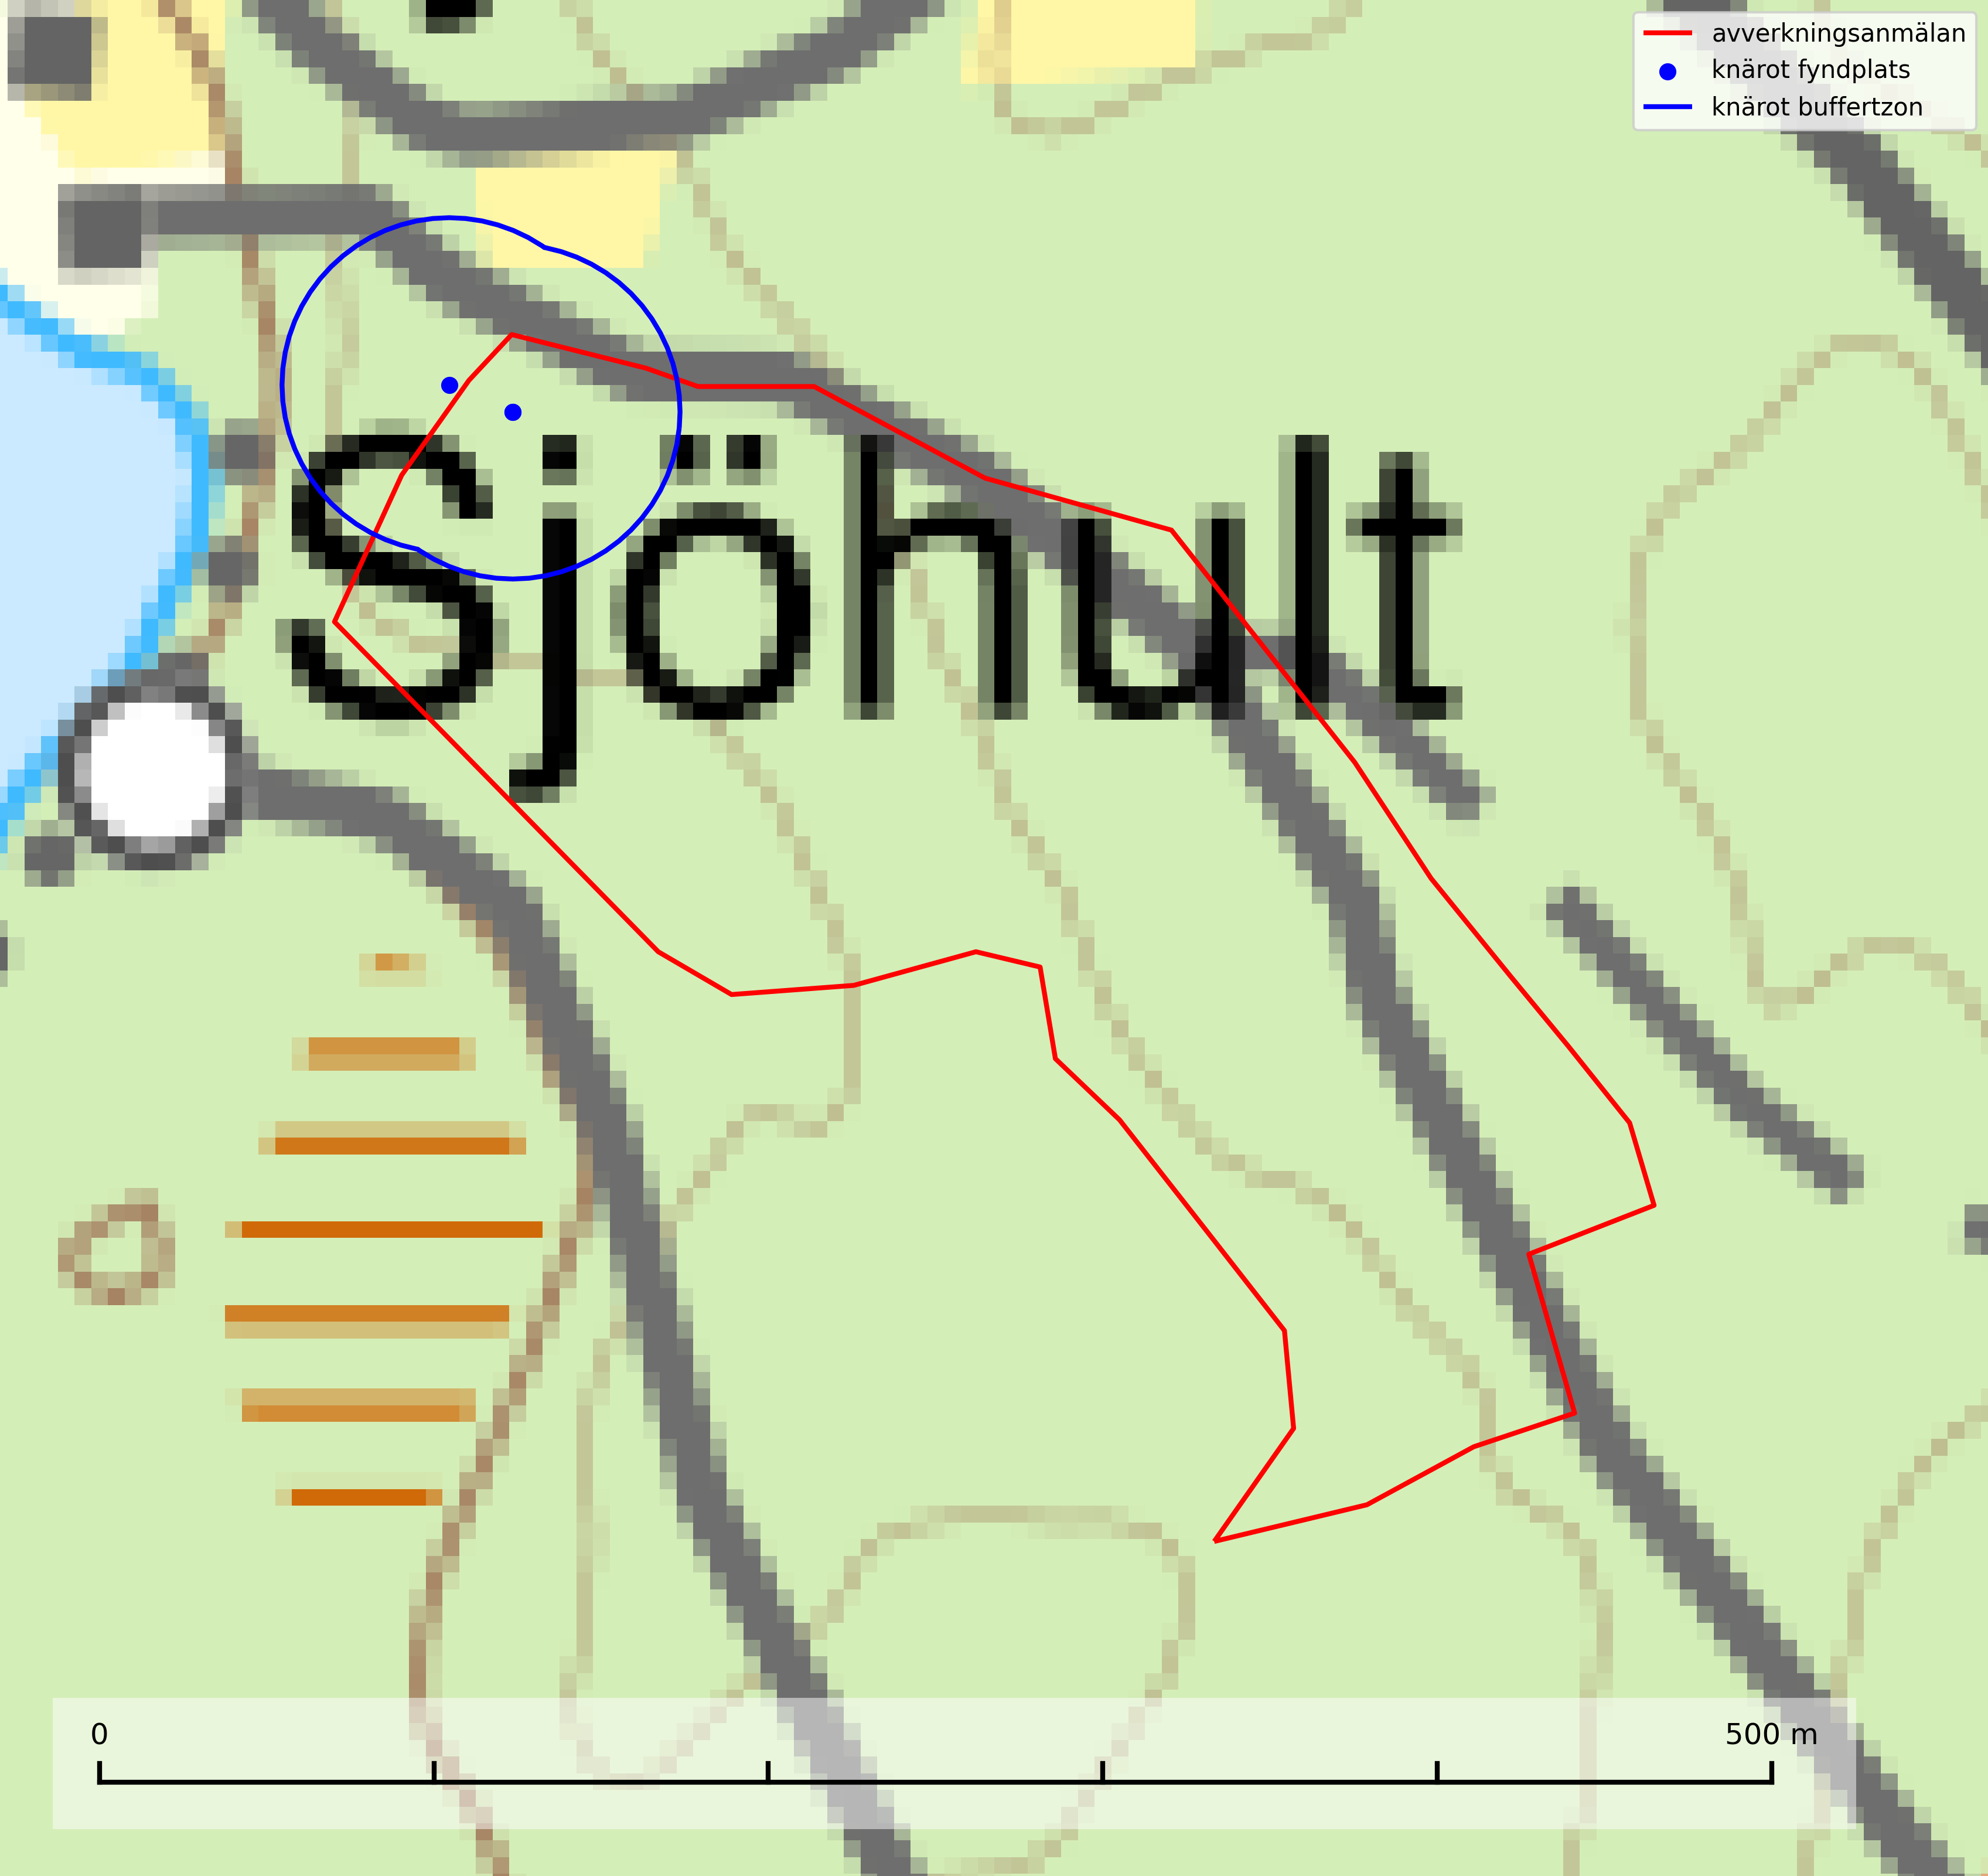 avverkningsanmälan
knärot fyndplats
knärot buffertzon
Sjöhult
0 500 m